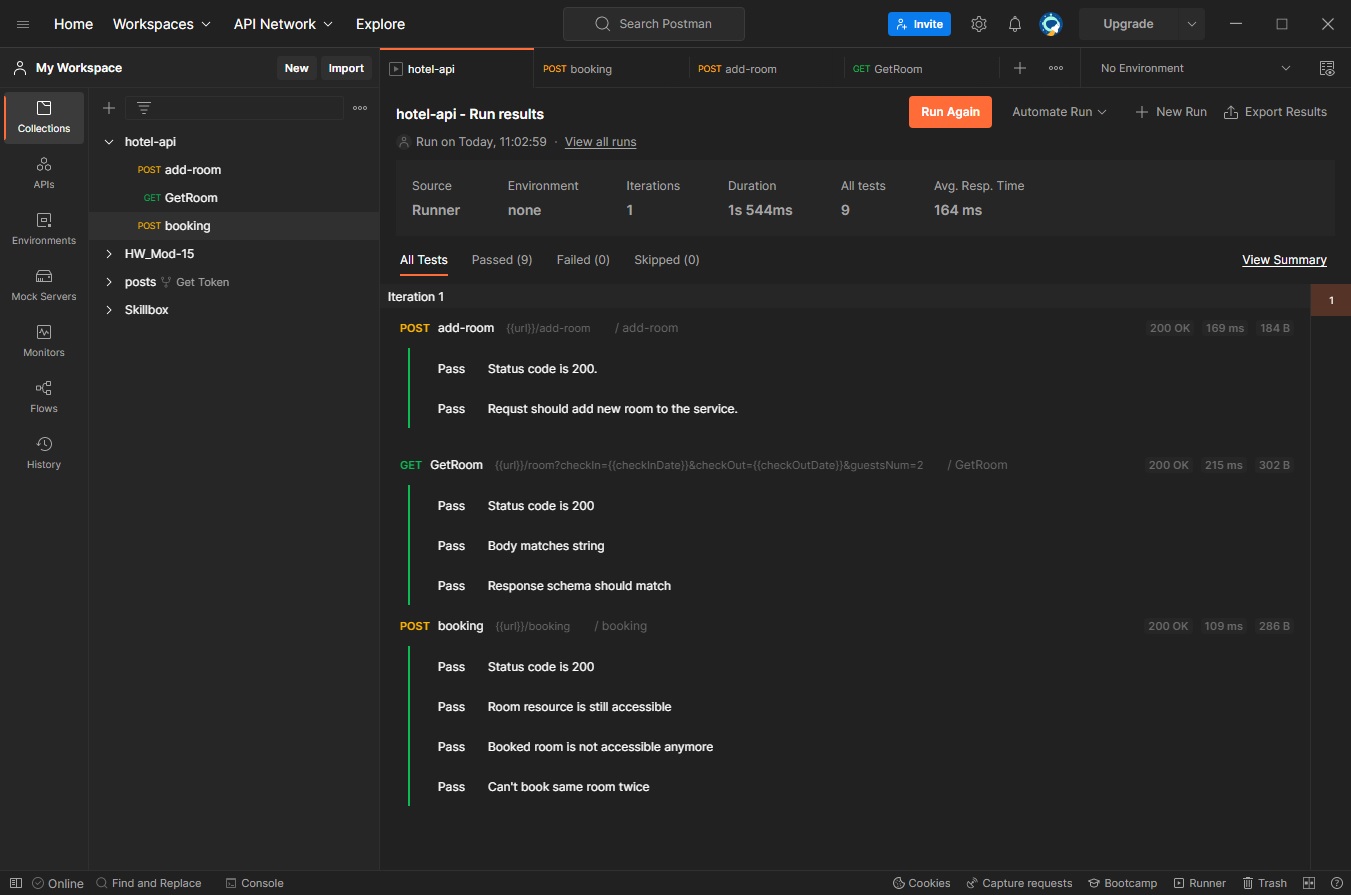 Home Workspaces API Network Explore Search Postman Invite Upgrade
My Workspace New Import hotel-api POST booking POST add-room GET GetRoom No Environment
Collections
APIs
Environments
Mock Servers
Monitors
Flows
History
hotel-api
POST add-room
GET GetRoom
POST booking
HW_Mod-15
posts Get Token
Skillbox
hotel-api - Run results Run Again Automate Run New Run Export Results
Run on Today, 11:02:59 · View all runs
Source Environment Iterations Duration All tests Avg. Resp. Time
Runner none 1 1s 544ms 9 164 ms
All Tests Passed (9) Failed (0) Skipped (0) View Summary
Iteration 1 1
POST add-room {{url}}/add-room / add-room 200 OK 169 ms 184 B
Pass Status code is 200.
Pass Requst should add new room to the service.
GET GetRoom {{url}}/room?checkIn={{checkInDate}}&checkOut={{checkOutDate}}&guestsNum=2 / GetRoom 200 OK 215 ms 302 B
Pass Status code is 200
Pass Body matches string
Pass Response schema should match
POST booking {{url}}/booking / booking 200 OK 109 ms 286 B
Pass Status code is 200
Pass Room resource is still accessible
Pass Booked room is not accessible anymore
Pass Can't book same room twice
Online Find and Replace Console Cookies Capture requests Bootcamp Runner Trash